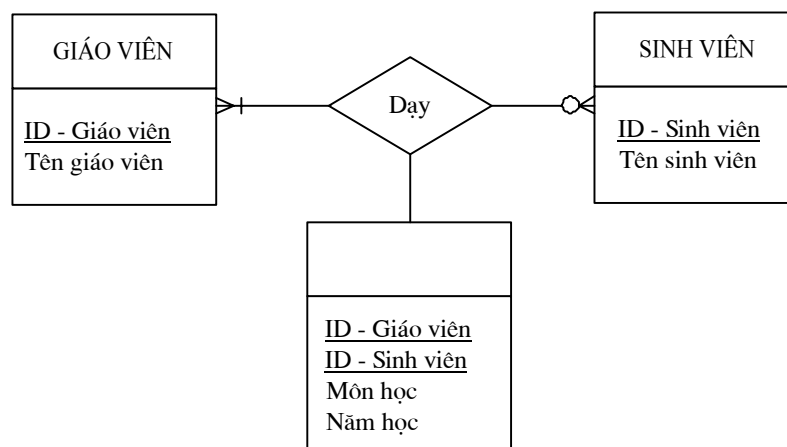 GIÁO VIÊN
ID - Giáo viên
Tên giáo viên
Dạy
SINH VIÊN
ID - Sinh viên
Tên sinh viên
ID - Giáo viên
ID - Sinh viên
Môn học
Năm học